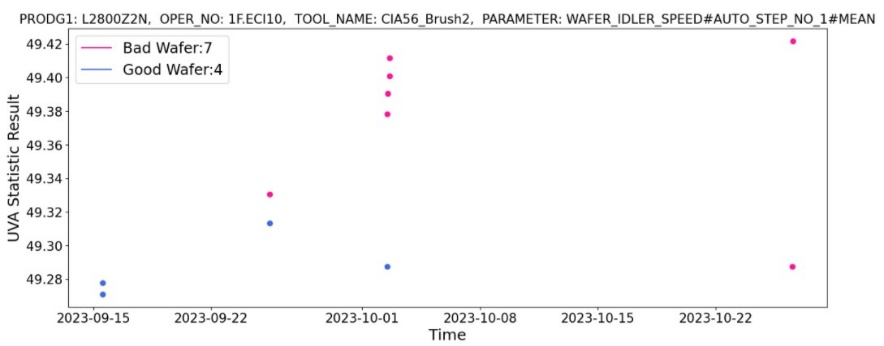 PRODG1: L2800Z2N, OPER_NO: 1F.ECI10, TOOL_NAME: CIA56_Brush2, PARAMETER: WAFER_IDLER_SPEED#AUTO_STEP_NO_1#MEAN
Bad Wafer:7
Good Wafer:4
UVA Statistic Result
49.42
49.40
49.38
49.36
49.34
49.32
49.30
49.28
2023-09-15 2023-09-22 2023-10-01 2023-10-08 2023-10-15 2023-10-22
Time